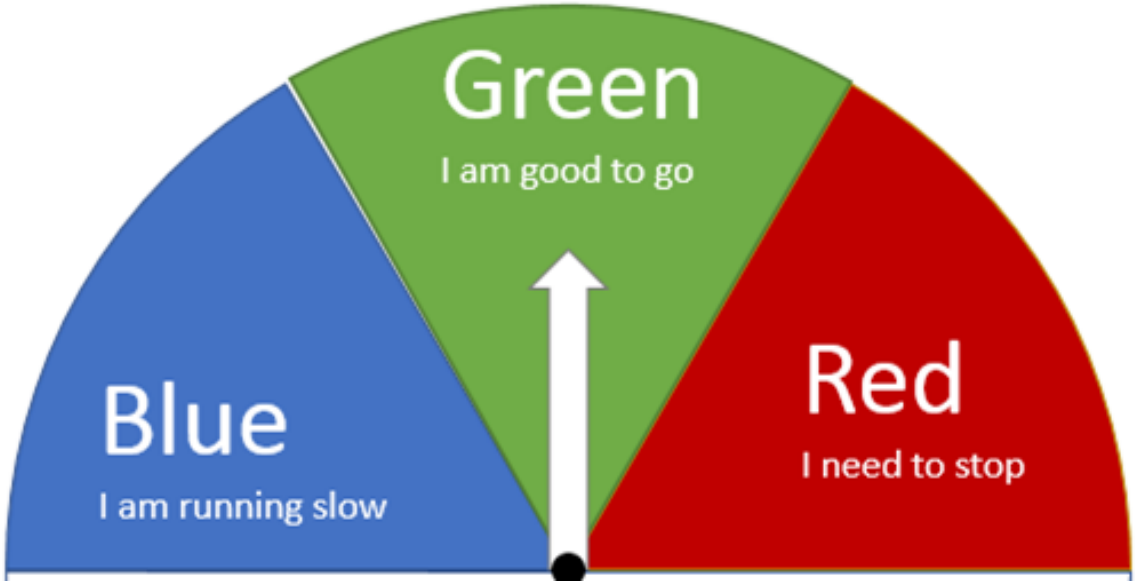 Green
I am good to go
Blue
I am running slow
Red
I need to stop